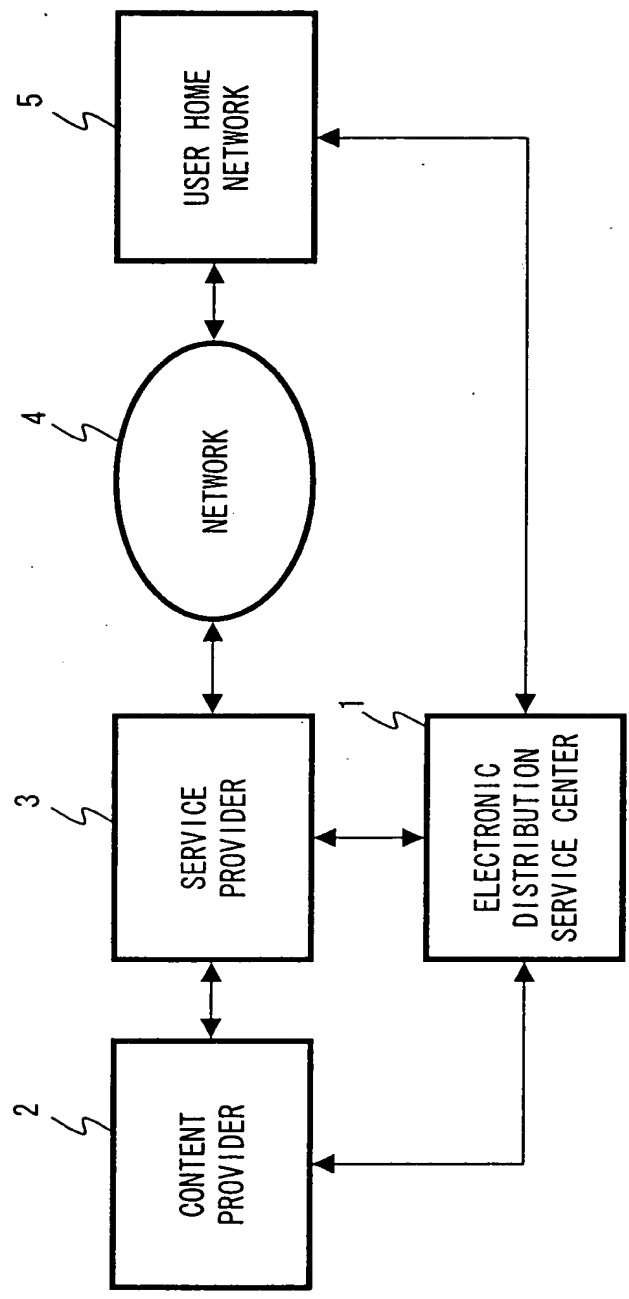 2
CONTENT
PROVIDER
3
SERVICE
PROVIDER
4
NETWORK
5
USER HOME
NETWORK
1
ELECTRONIC
DISTRIBUTION
SERVICE CENTER